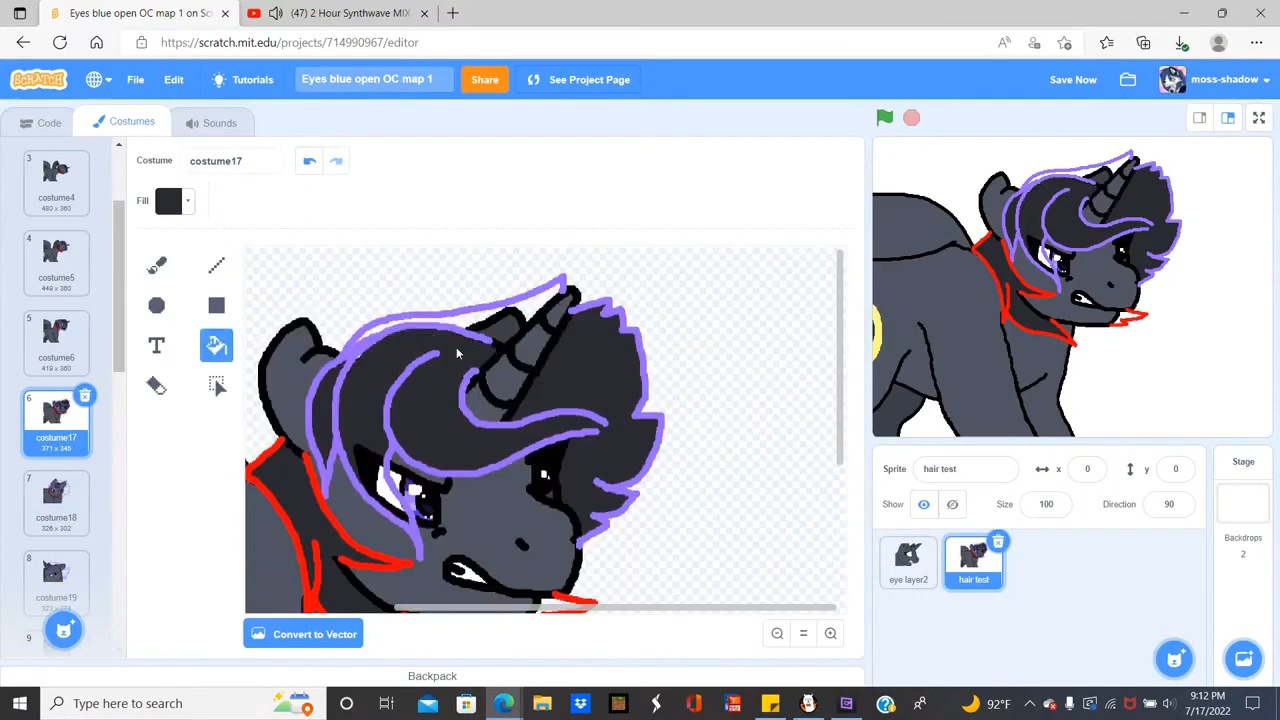 Eyes blue open OC map 1 on Scr
(47) 2 Hour Synthwave MIX
https://scratch.mit.edu/projects/714990967/editor
SCRATCH
File
Edit
Tutorials
Eyes blue open OC map 1
Share
See Project Page
Save Now
moss-shadow
Code
Costumes
Sounds
Costume
costume17
Fill
3
costume4
480 x 360
4
costume5
449 x 360
5
costume6
419 x 360
6
costume17
371 x 345
7
costume18
326 x 302
8
costume19
9
T
Convert to Vector
Backpack
Sprite
hair test
x
0
y
0
Show
Size
100
Direction
90
eye layer2
hair test
Stage
Backdrops
2
Type here to search
92°F
9:12 PM
7/17/2022